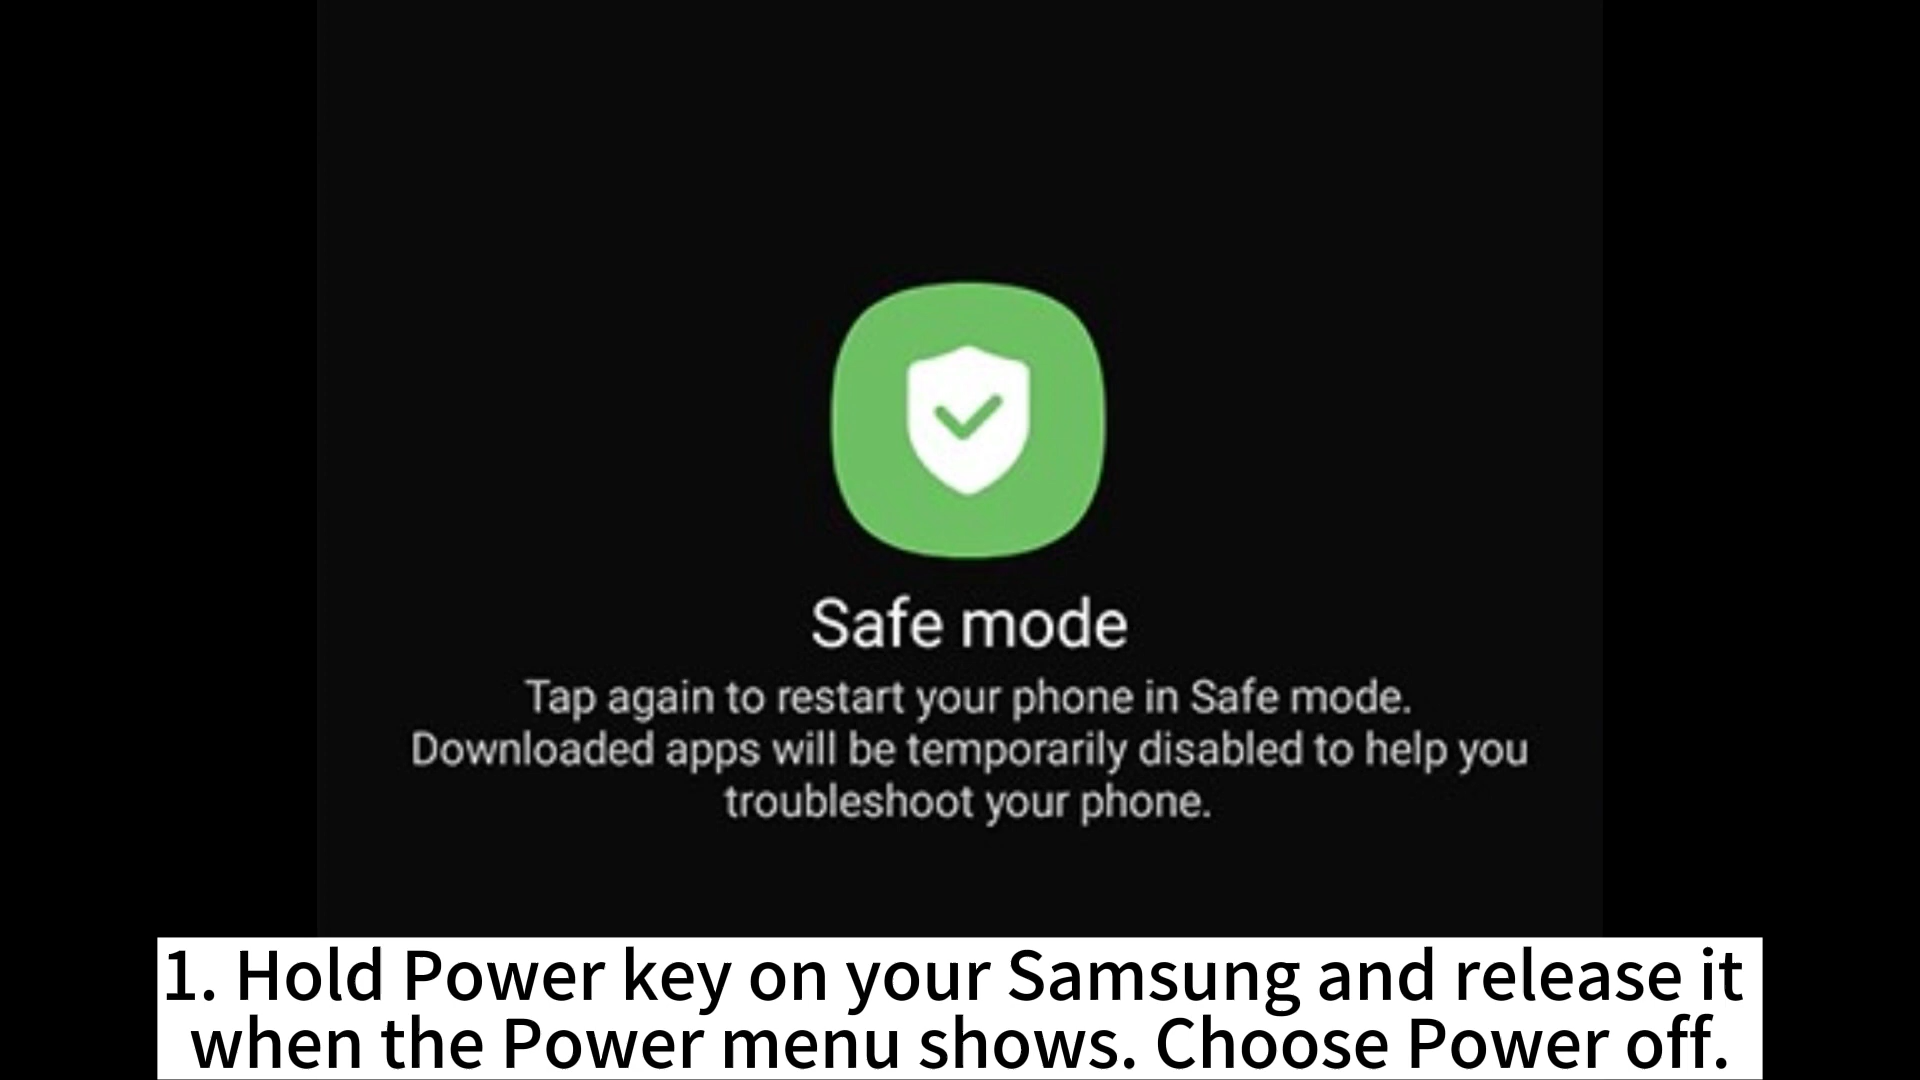 Safe mode
Tap again to restart your phone in Safe mode.
Downloaded apps will be temporarily disabled to help you
troubleshoot your phone.
1. Hold Power key on your Samsung and release it
when the Power menu shows. Choose Power off.